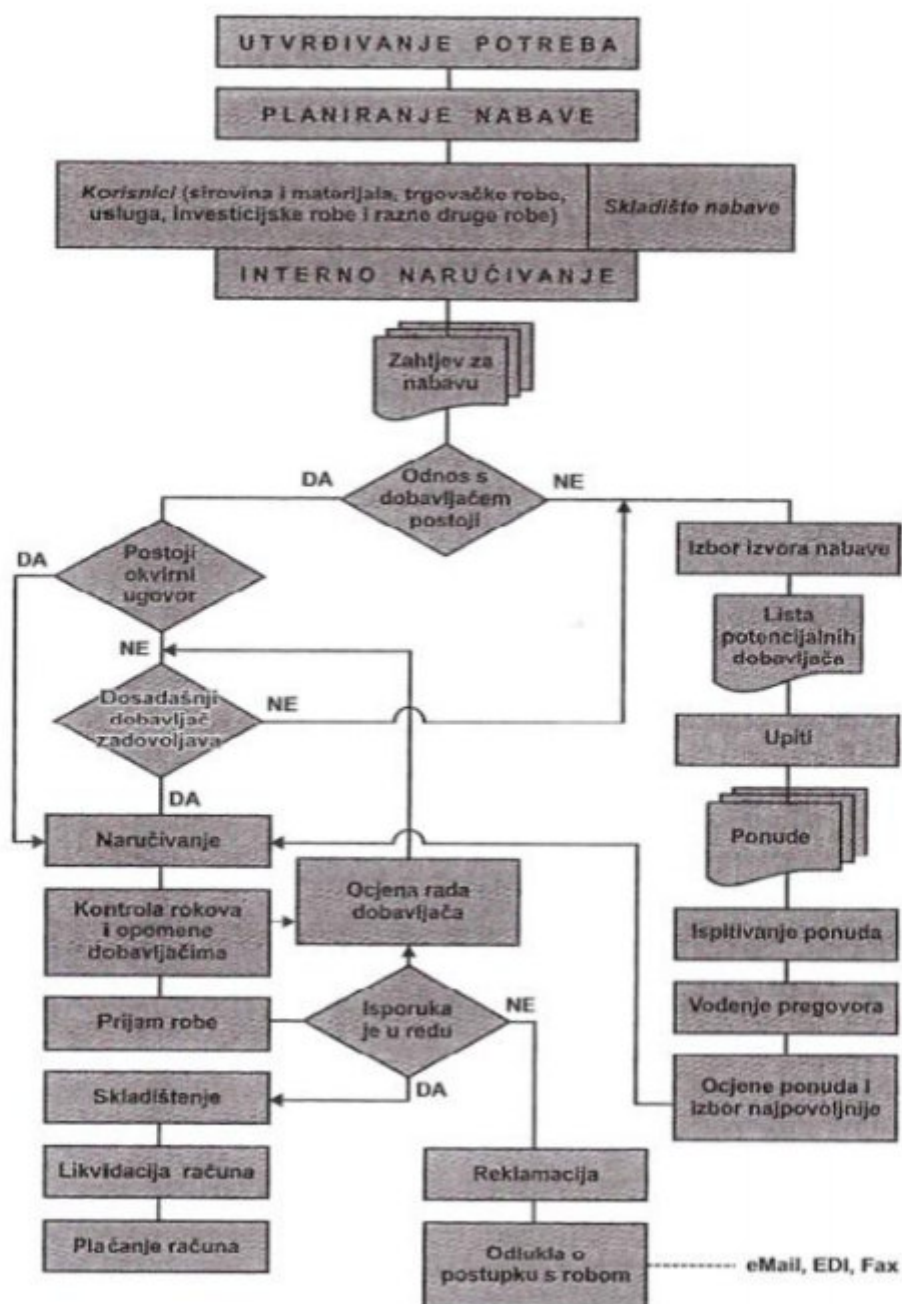 UTVRĐIVANJE POTREBA
PLANIRANJE NABAVE
Korisnici (sirovina i materijala, trgovačke robe,
usluga, investicijske robe i razne druge robe)
Skladište nabave
INTERNO NARUČIVANJE
Zahtjev za
nabavu
Odnos s
dobavljačem
postoji
DA
NE
Postoji
okvirni
ugovor
DA
NE
Dosadašnji
dobavljač
zadovoljava
NE
DA
Naručivanje
Kontrola rokova
i opomene
dobavljačima
Ocjena rada
dobavljača
Prijam robe
Isporuka
je u redu
NE
DA
Skladištenje
Likvidacija računa
Plaćanje računa
Reklamacija
Odlukla o
postupku s robom
eMail, EDI, Fax
Izbor izvora nabave
Lista
potencijalnih
dobavljača
Upiti
Ponude
Ispitivanje ponuda
Vođenje pregovora
Ocjene ponuda i
izbor najpovoljnije